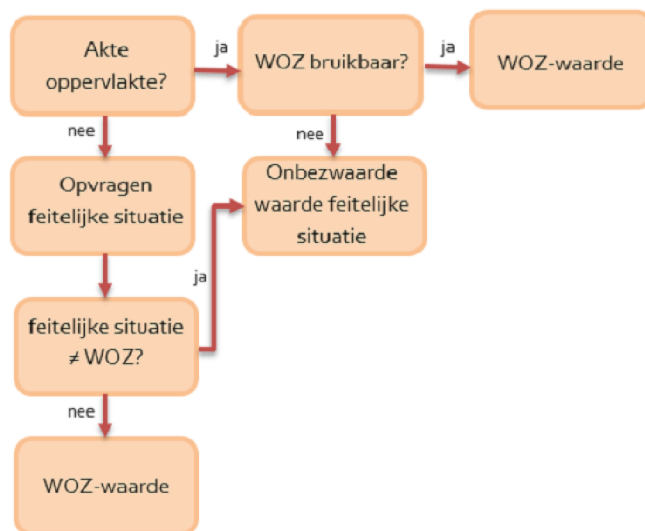 Akte
oppervlakte?
ja
WOZ bruikbaar?
ja
WOZ-waarde
nee
nee
Opvragen
feitelijke situatie
Onbezwaarde
waarde feitelijke
situatie
ja
feitelijke situatie
≠ WOZ?
nee
WOZ-waarde